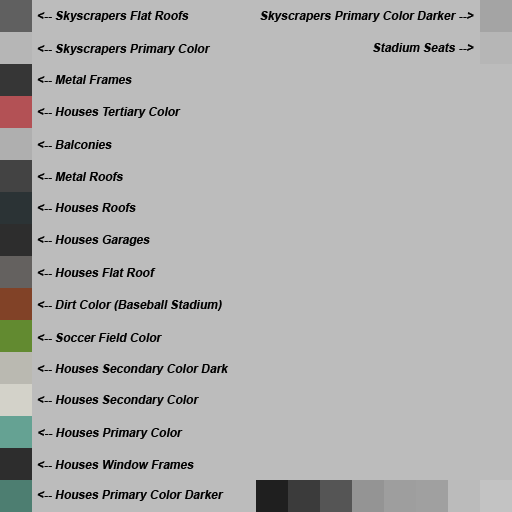 <-- Skyscrapers Flat Roofs
Skyscrapers Primary Color Darker -->
<-- Skyscrapers Primary Color
Stadium Seats -->
<-- Metal Frames
<-- Houses Tertiary Color
<-- Balconies
<-- Metal Roofs
<-- Houses Roofs
<-- Houses Garages
<-- Houses Flat Roof
<-- Dirt Color (Baseball Stadium)
<-- Soccer Field Color
<-- Houses Secondary Color Dark
<-- Houses Secondary Color
<-- Houses Primary Color
<-- Houses Window Frames
<-- Houses Primary Color Darker